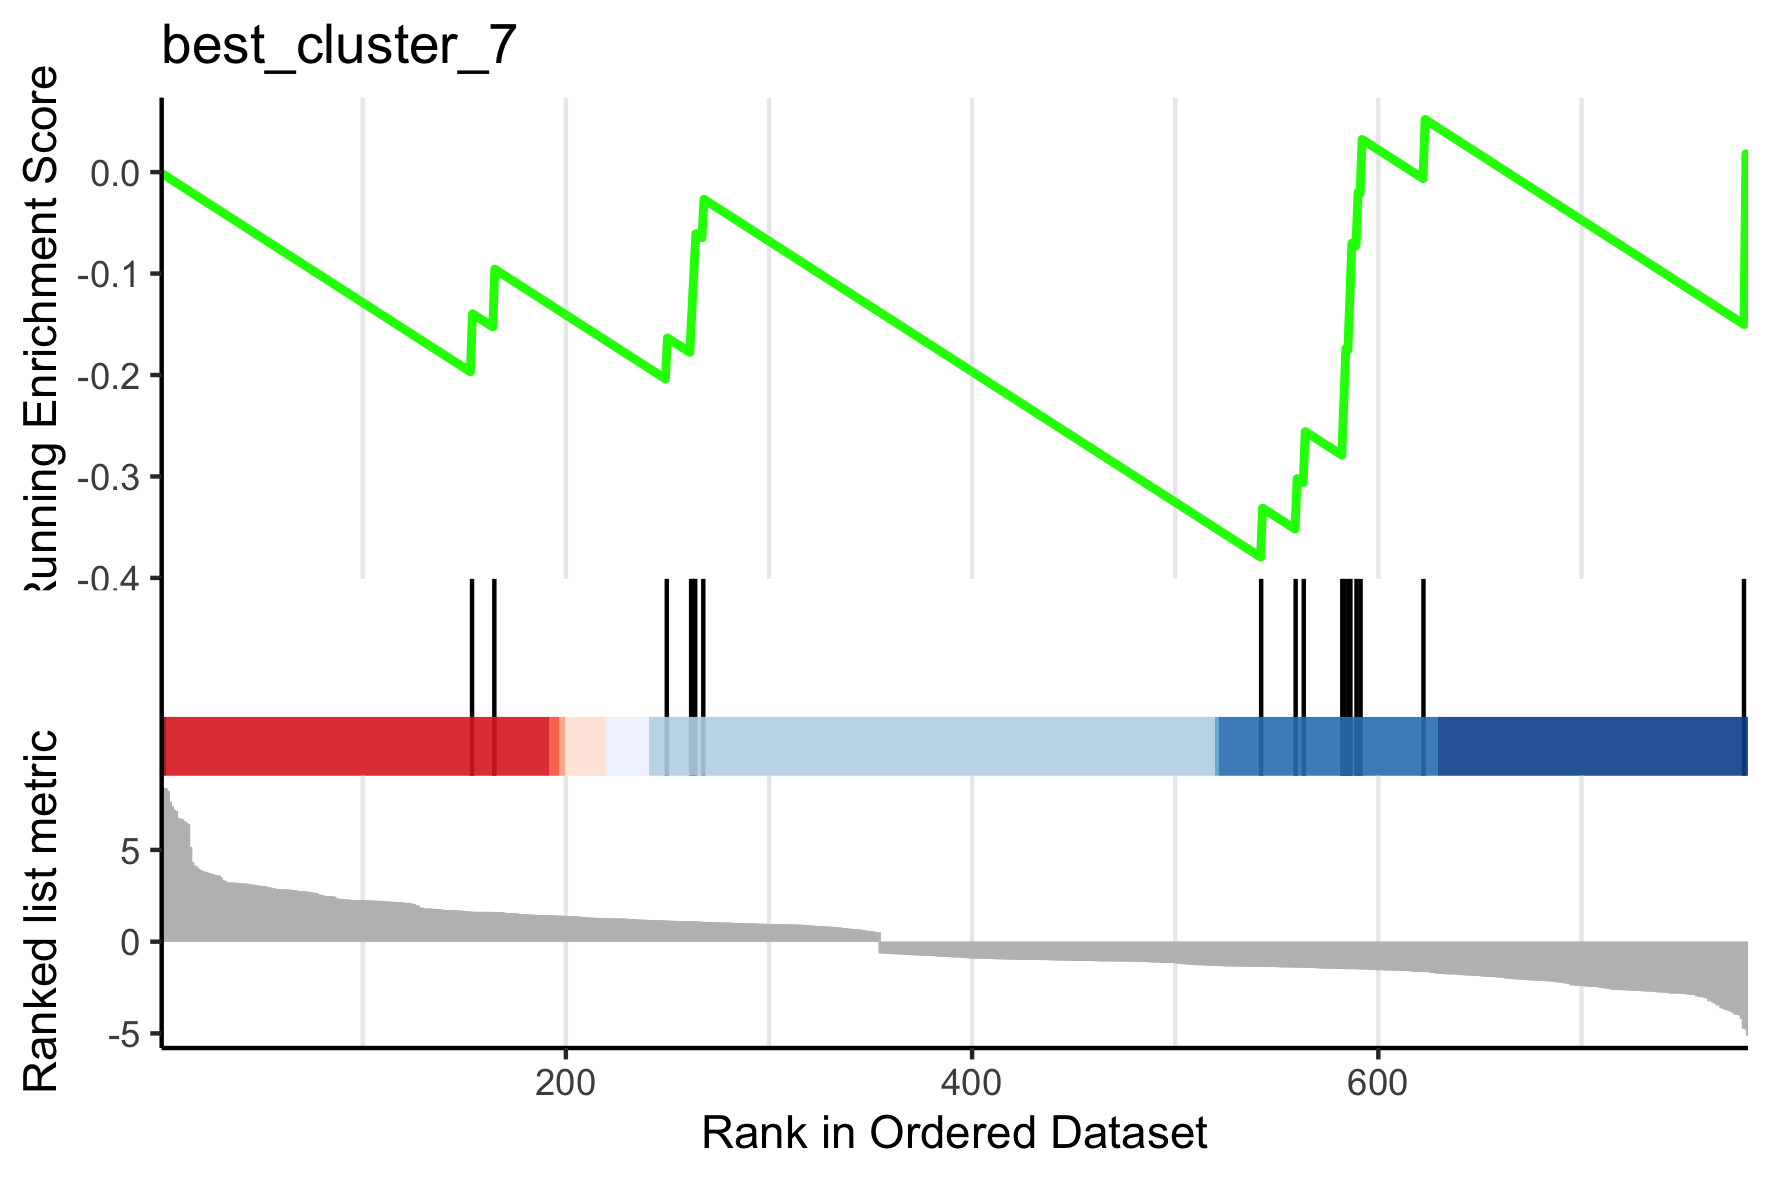 best_cluster_7
Running Enrichment Score
0.0
-0.1
-0.2
-0.3
-0.4
Ranked list metric
5
0
-5
200
400
600
Rank in Ordered Dataset